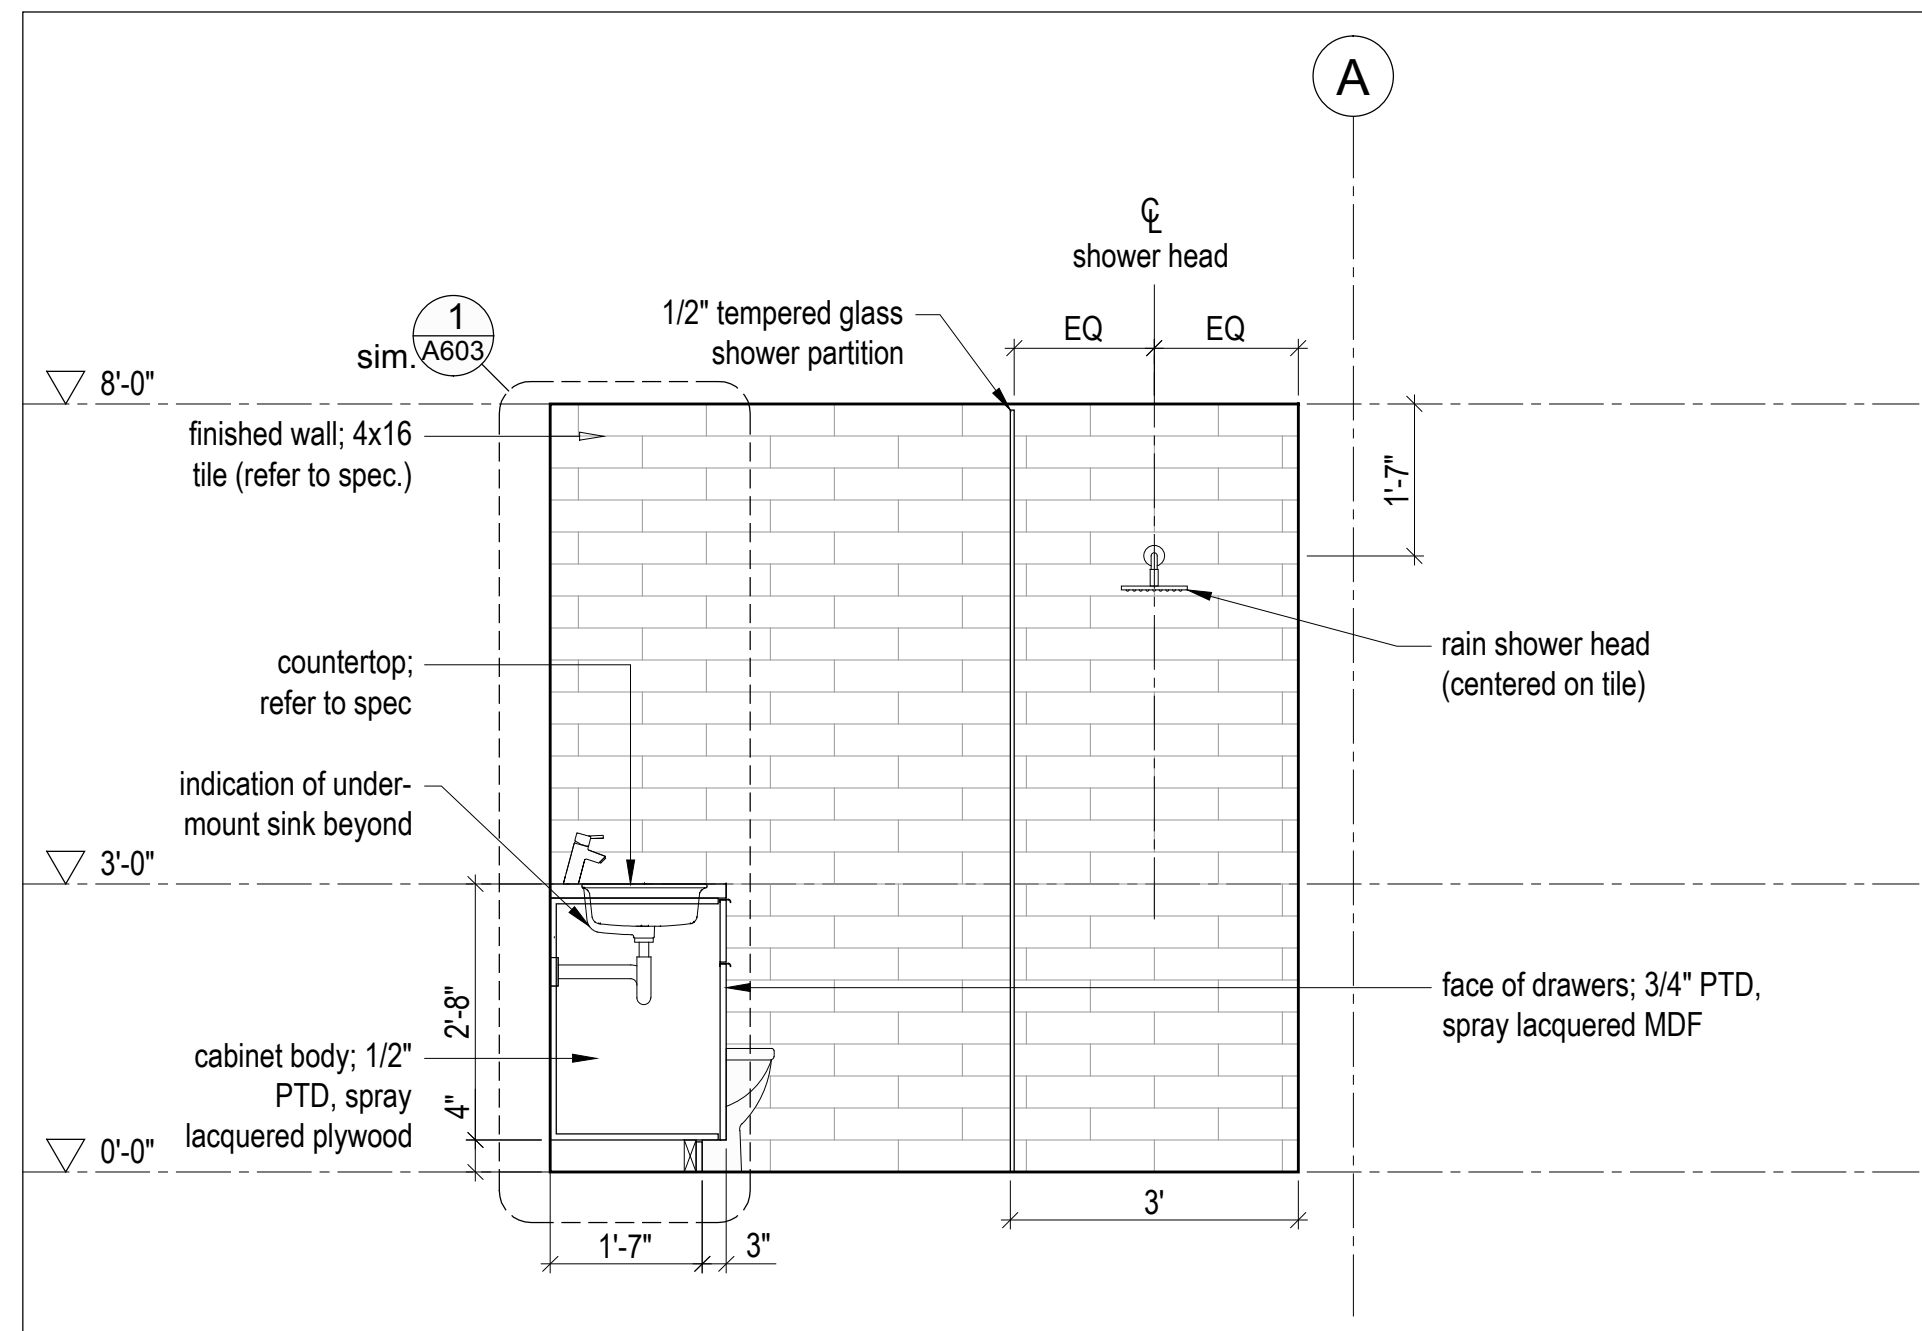 A
℄
shower head
1/2" tempered glass
shower partition
EQ
EQ
1
A603
sim.
8'-0"
finished wall; 4x16
tile (refer to spec.)
1'-7"
rain shower head
(centered on tile)
countertop;
refer to spec
indication of under-
mount sink beyond
3'-0"
2'-8"
face of drawers; 3/4" PTD,
spray lacquered MDF
cabinet body; 1/2"
PTD, spray
lacquered plywood
4"
0'-0"
3'
1'-7"
3"